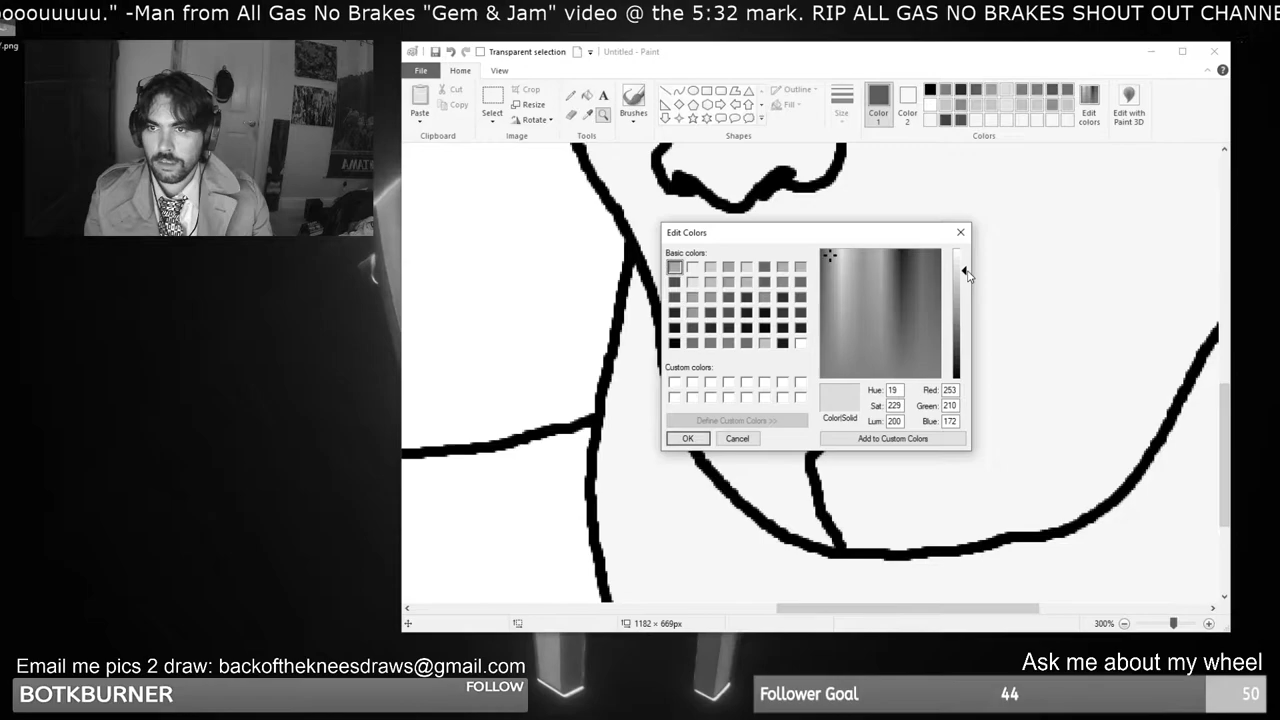 ooouuuu." -Man from All Gas No Brakes "Gem & Jam" video @ the 5:32 mark. RIP ALL GAS NO BRAKES SHOUT OUT CHANNE
.png
Transparent selection
Untitled - Paint
File
Home
View
Paste
Cut
Copy
Clipboard
Select
Crop
Resize
Rotate
Image
A
Tools
Brushes
Shapes
Outline
Fill
Size
Color
1
Color
2
Colors
Edit
colors
Edit with
Paint 3D
Edit Colors
Basic colors:
Custom colors:
Define Custom Colors >>
OK
Cancel
Color|Solid
Hue: 19
Sat: 229
Lum: 200
Red: 253
Green: 210
Blue: 172
Add to Custom Colors
1182 × 669px
300%
Email me pics 2 draw: backofthekneesdraws@gmail.com
BOTKBURNER
FOLLOW
Ask me about my wheel
Follower Goal
44
50